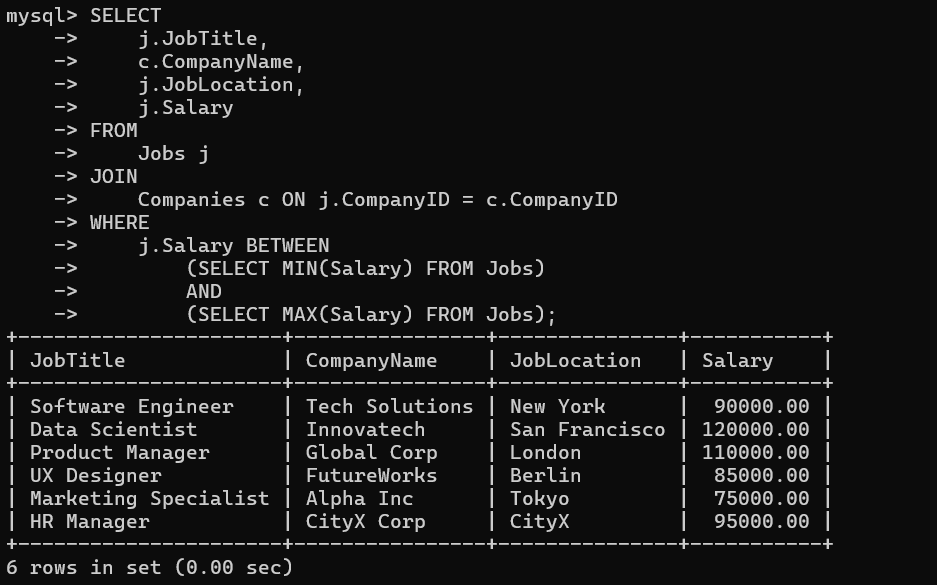 mysql> SELECT
    ->     j.JobTitle,
    ->     c.CompanyName,
    ->     j.JobLocation,
    ->     j.Salary
    -> FROM
    ->     Jobs j
    -> JOIN
    ->     Companies c ON j.CompanyID = c.CompanyID
    -> WHERE
    ->     j.Salary BETWEEN
    ->         (SELECT MIN(Salary) FROM Jobs)
    ->         AND
    ->         (SELECT MAX(Salary) FROM Jobs);
+----------------------+----------------+---------------+-----------+
| JobTitle             | CompanyName    | JobLocation   | Salary    |
+----------------------+----------------+---------------+-----------+
| Software Engineer    | Tech Solutions | New York      |  90000.00 |
| Data Scientist       | Innovatech     | San Francisco | 120000.00 |
| Product Manager      | Global Corp    | London        | 110000.00 |
| UX Designer          | FutureWorks    | Berlin        |  85000.00 |
| Marketing Specialist | Alpha Inc      | Tokyo         |  75000.00 |
| HR Manager           | CityX Corp     | CityX         |  95000.00 |
+----------------------+----------------+---------------+-----------+
6 rows in set (0.00 sec)